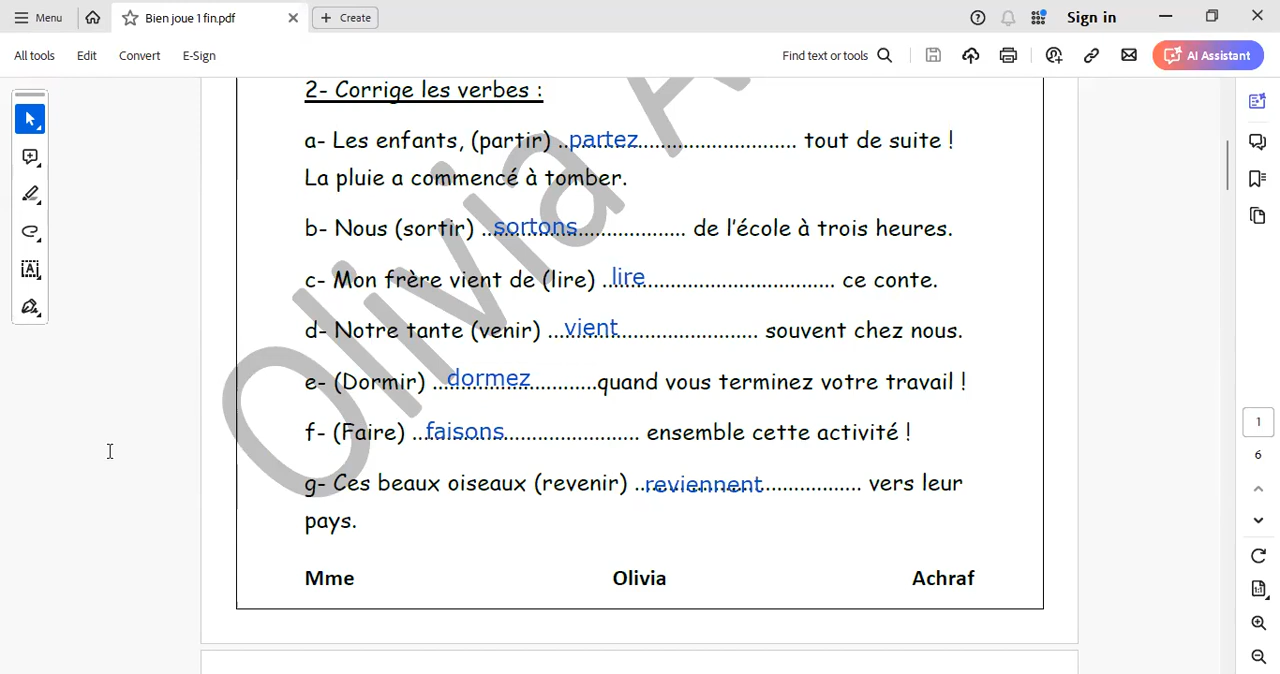 Menu
Bien joue 1 fin.pdf
Create
Sign in
All tools
Edit
Convert
E-Sign
Find text or tools
AI Assistant
2- Corrige les verbes :
a- Les enfants, (partir) ..partez............................ tout de suite !
La pluie a commencé à tomber.
b- Nous (sortir) ..sortons.................. de l'école à trois heures.
c- Mon frère vient de (lire) ..lire................................ ce conte.
d- Notre tante (venir) ...vient....................... souvent chez nous.
e- (Dormir) ...dormez............quand vous terminez votre travail !
f- (Faire) ..faisons....................... ensemble cette activité !
g- Ces beaux oiseaux (revenir) ..reviennent................ vers leur
pays.
Mme Olivia Achraf
Olivia A
1
6